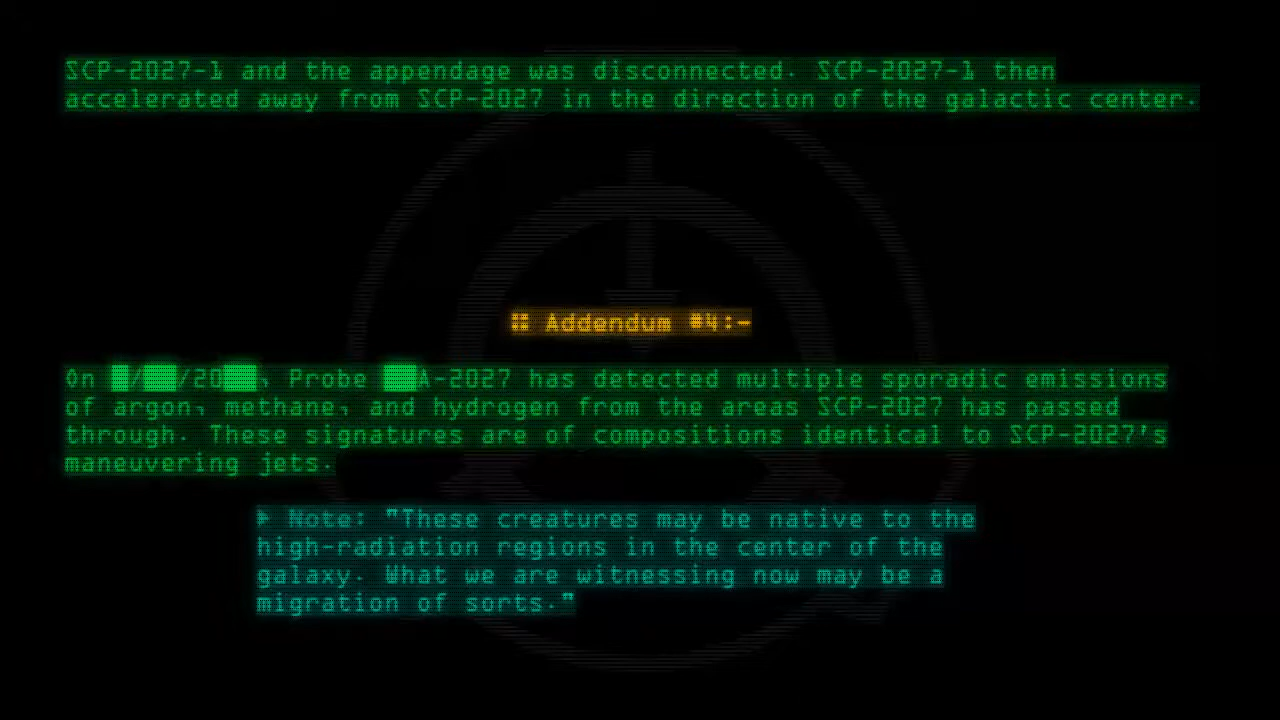 SCP-2027-1 and the appendage was disconnected. SCP-2027-1 then
accelerated away from SCP-2027 in the direction of the galactic center.
:: Addendum #4:-
On █/██/20██, Probe ██A-2027 has detected multiple sporadic emissions
of argon, methane, and hydrogen from the areas SCP-2027 has passed
through. These signatures are of compositions identical to SCP-2027's
maneuvering jets.
► Note: "These creatures may be native to the
high-radiation regions in the center of the
galaxy. What we are witnessing now may be a
migration of sorts."